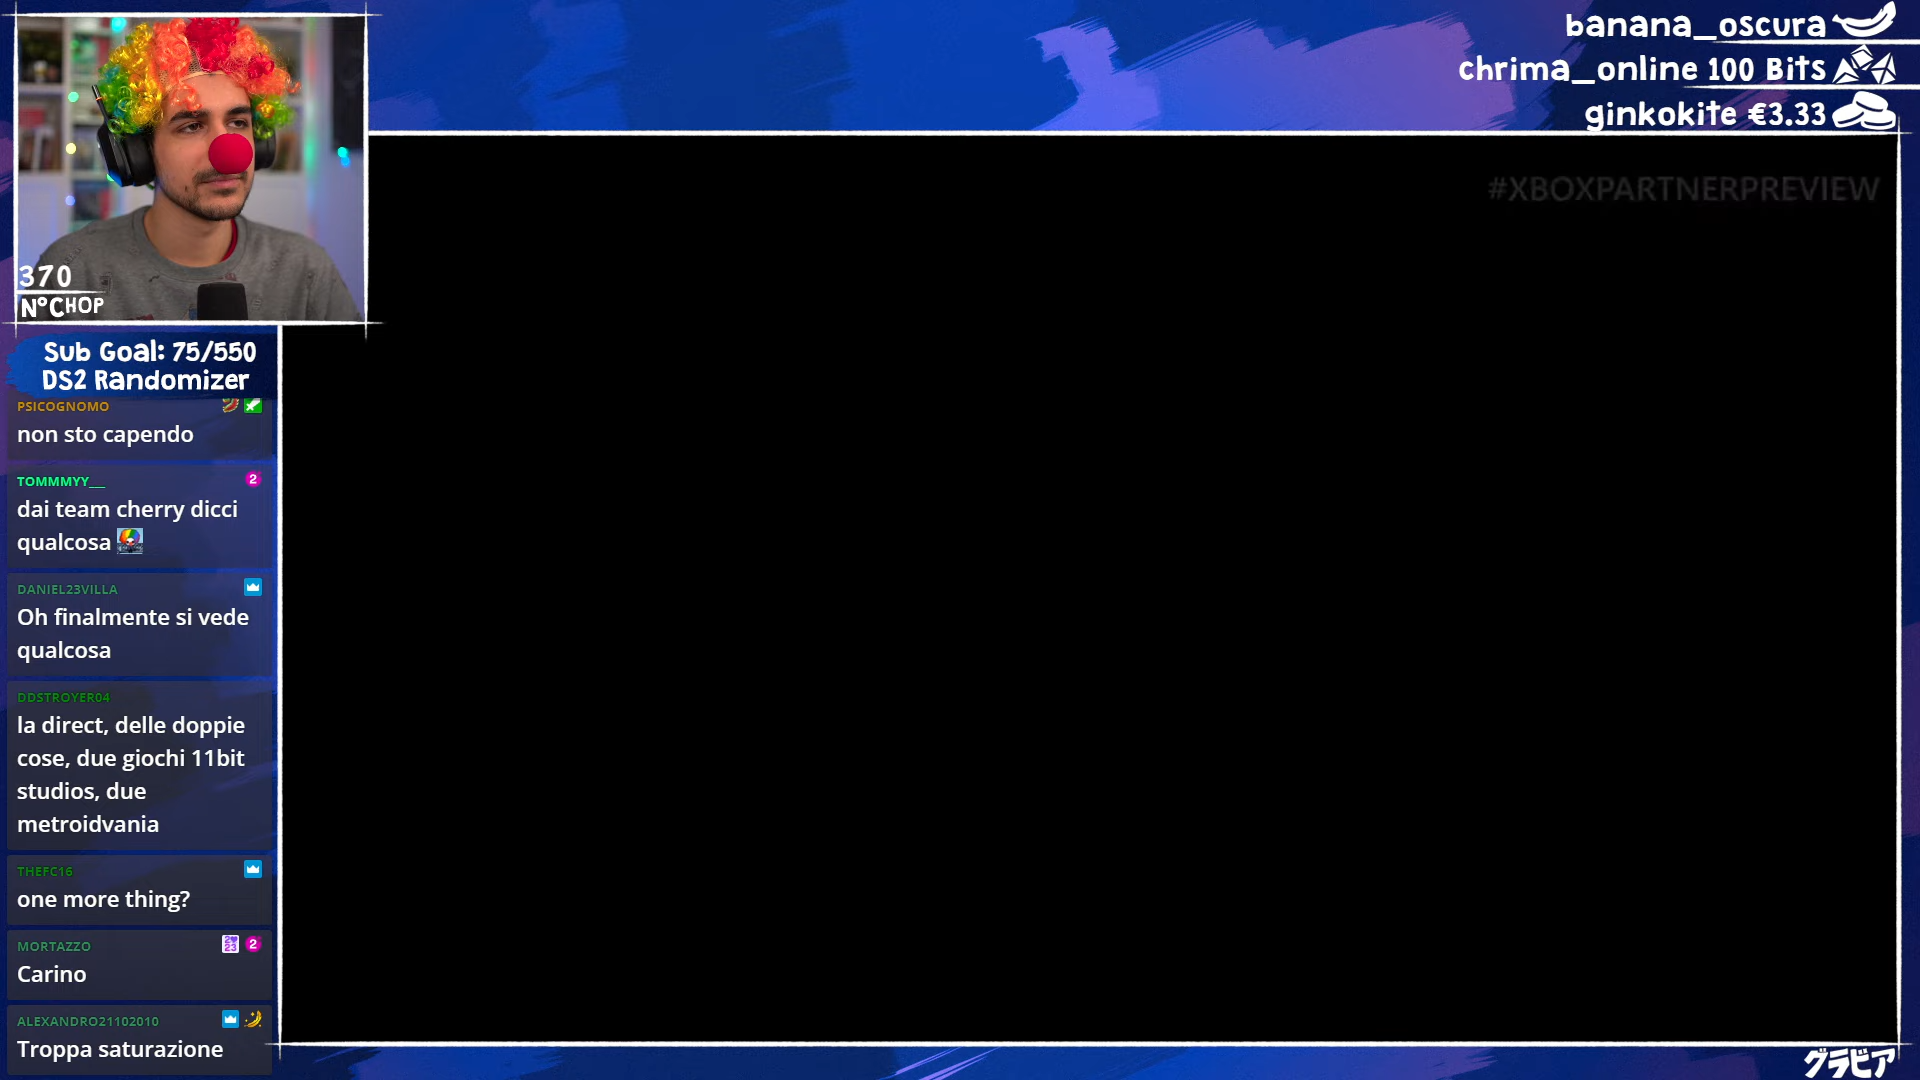 banana_oscura
chrima_online 100 Bits
ginkokite €3.33
#XBOXPARTNERPREVIEW
370
N°CHOP
Sub Goal: 75/550
DS2 Randomizer
PSICOGNOMO
non sto capendo
TOMMMYY__
2
dai team cherry dicci
qualcosa
DANIEL23VILLA
Oh finalmente si vede
qualcosa
DDSTROYER04
la direct, delle doppie
cose, due giochi 11bit
studios, due
metroidvania
THEFC16
one more thing?
MORTAZZO
2023
2
Carino
ALEXANDRO21102010
Troppa saturazione
グラビア